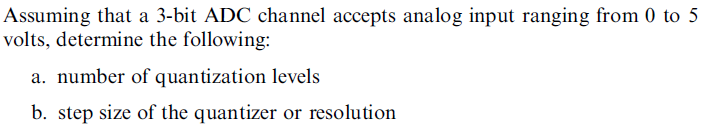 Assuming that a 3-bit ADC channel accepts analog input ranging from 0 to 5
volts, determine the following:
a. number of quantization levels
b. step size of the quantizer or resolution